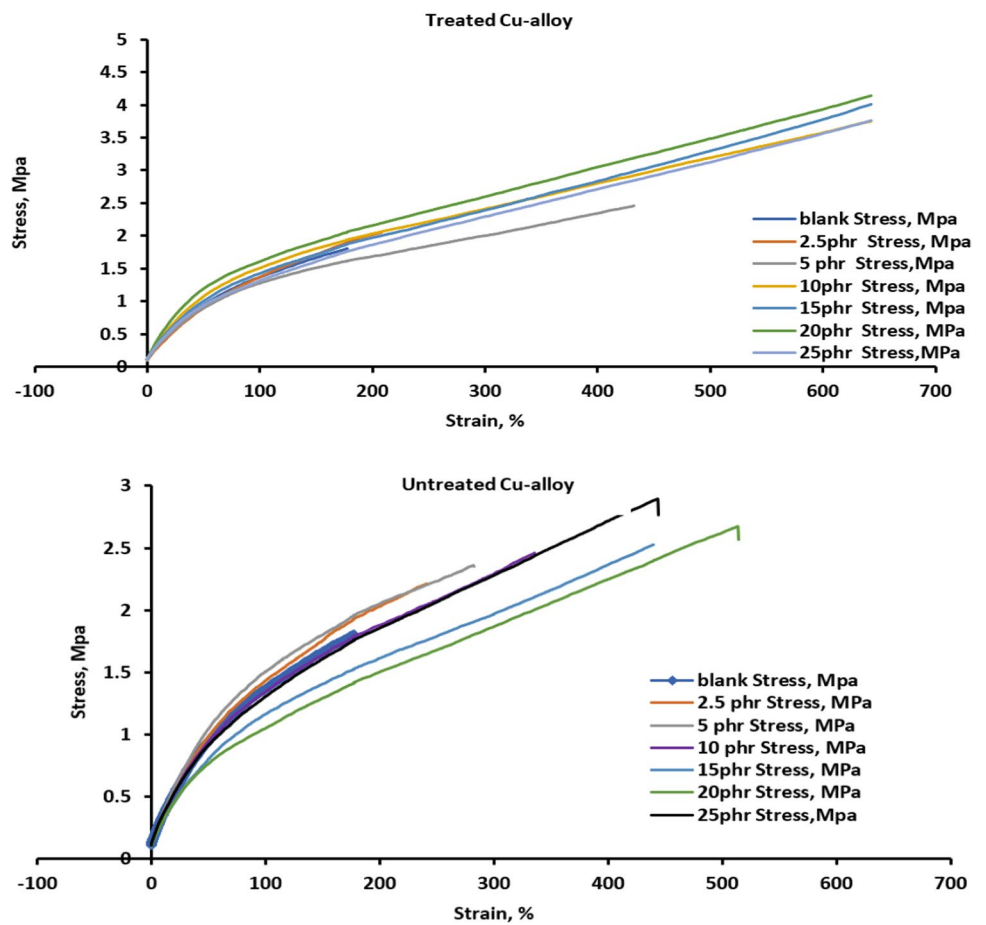 Treated Cu-alloy
5
4.5
4
3.5
3
2.5
2
1.5
1
0.5
0
Stress, Mpa
-100 0 100 200 300 400 500 600 700
Strain, %
blank Stress, Mpa
2.5phr  Stress, Mpa
5 phr  Stress,Mpa
10phr  Stress, Mpa
15phr  Stress, Mpa
20phr  Stress, MPa
25phr  Stress,MPa
Untreated Cu-alloy
3
2.5
2
1.5
1
0.5
0
Stress, Mpa
-100 0 100 200 300 400 500 600 700
Strain, %
blank Stress, Mpa
2.5 phr Stress, MPa
5 phr Stress, MPa
10 phr Stress, MPa
15phr Stress, MPa
20phr Stress, MPa
25phr Stress,Mpa